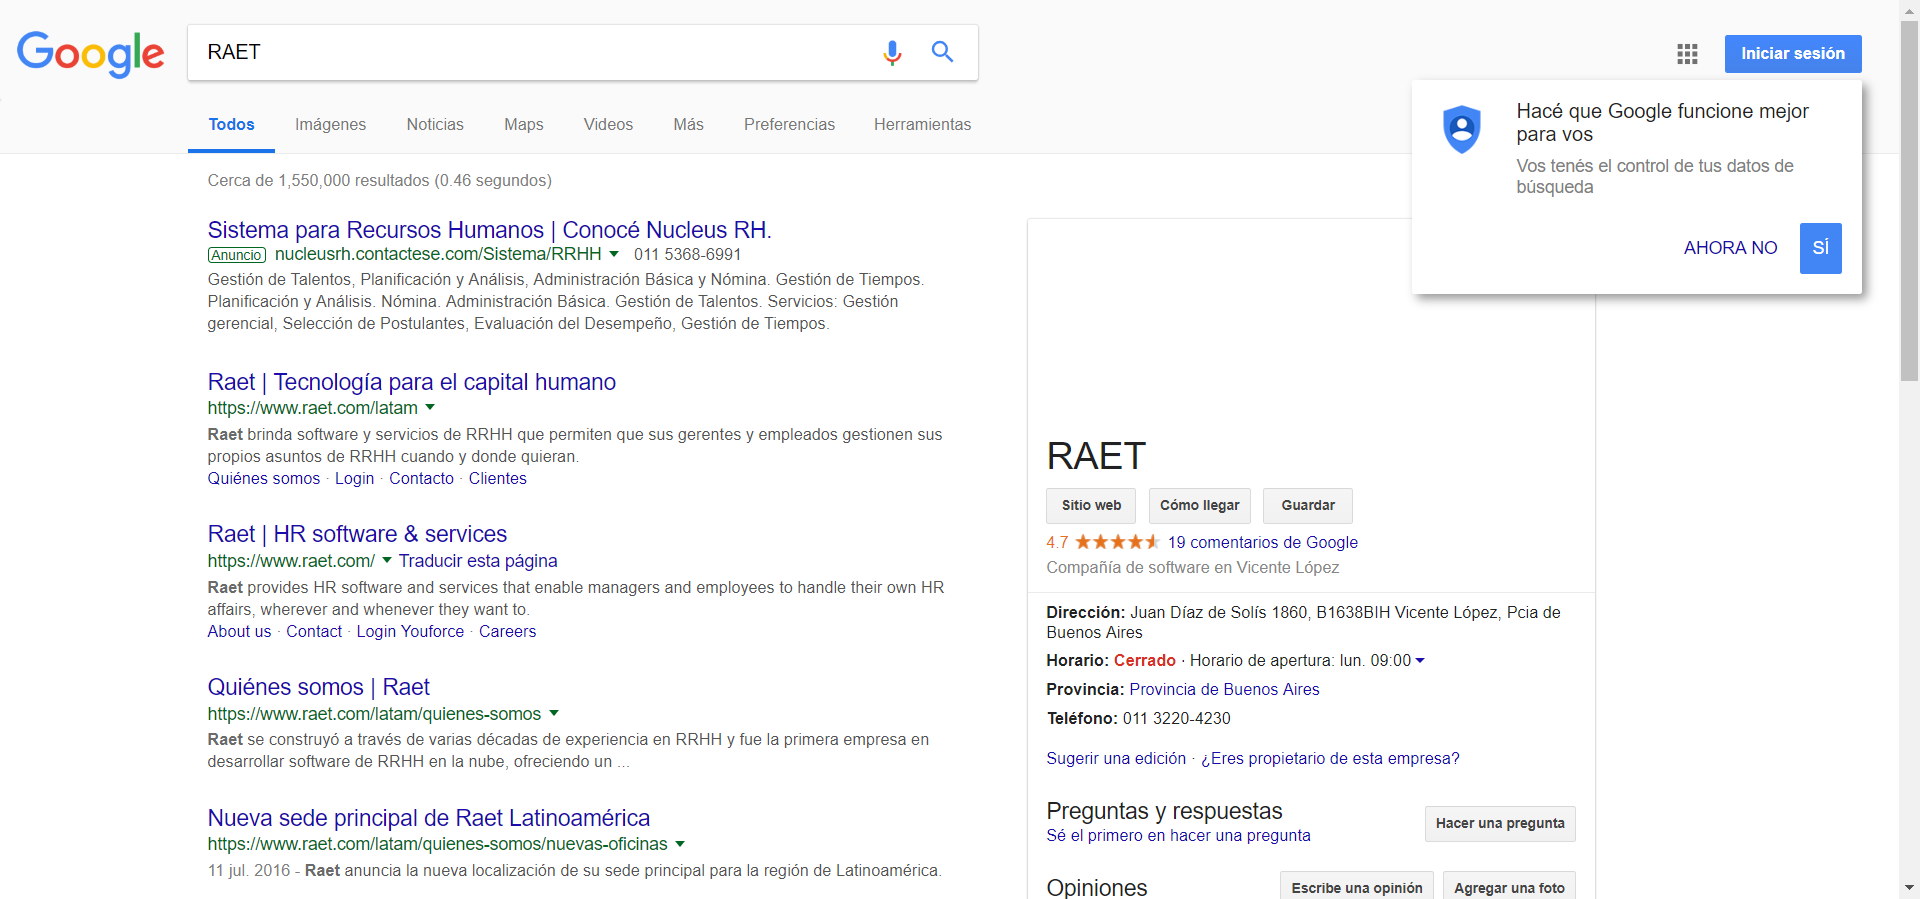 Google
RAET
Iniciar sesión
Todos Imágenes Noticias Maps Videos Más Preferencias Herramientas
Hacé que Google funcione mejor
para vos
Vos tenés el control de tus datos de
búsqueda
AHORA NO SÍ
Cerca de 1,550,000 resultados (0.46 segundos)
Sistema para Recursos Humanos | Conocé Nucleus RH.
Anuncio nucleusrh.contactese.com/Sistema/RRHH 011 5368-6991
Gestión de Talentos, Planificación y Análisis, Administración Básica y Nómina. Gestión de Tiempos.
Planificación y Análisis. Nómina. Administración Básica. Gestión de Talentos. Servicios: Gestión
gerencial, Selección de Postulantes, Evaluación del Desempeño, Gestión de Tiempos.
Raet | Tecnología para el capital humano
https://www.raet.com/latam
Raet brinda software y servicios de RRHH que permiten que sus gerentes y empleados gestionen sus
propios asuntos de RRHH cuando y donde quieran.
Quiénes somos · Login · Contacto · Clientes
Raet | HR software & services
https://www.raet.com/ Traducir esta página
Raet provides HR software and services that enable managers and employees to handle their own HR
affairs, wherever and whenever they want to.
About us · Contact · Login Youforce · Careers
Quiénes somos | Raet
https://www.raet.com/latam/quienes-somos
Raet se construyó a través de varias décadas de experiencia en RRHH y fue la primera empresa en
desarrollar software de RRHH en la nube, ofreciendo un ...
Nueva sede principal de Raet Latinoamérica
https://www.raet.com/latam/quienes-somos/nuevas-oficinas
11 jul. 2016 - Raet anuncia la nueva localización de su sede principal para la región de Latinoamérica.
RAET
Sitio web Cómo llegar Guardar
4.7 19 comentarios de Google
Compañía de software en Vicente López
Dirección: Juan Díaz de Solís 1860, B1638BIH Vicente López, Pcia de
Buenos Aires
Horario: Cerrado · Horario de apertura: lun. 09:00
Provincia: Provincia de Buenos Aires
Teléfono: 011 3220-4230
Sugerir una edición · ¿Eres propietario de esta empresa?
Preguntas y respuestas
Sé el primero en hacer una pregunta
Hacer una pregunta
Opiniones
Escribe una opinión Agregar una foto